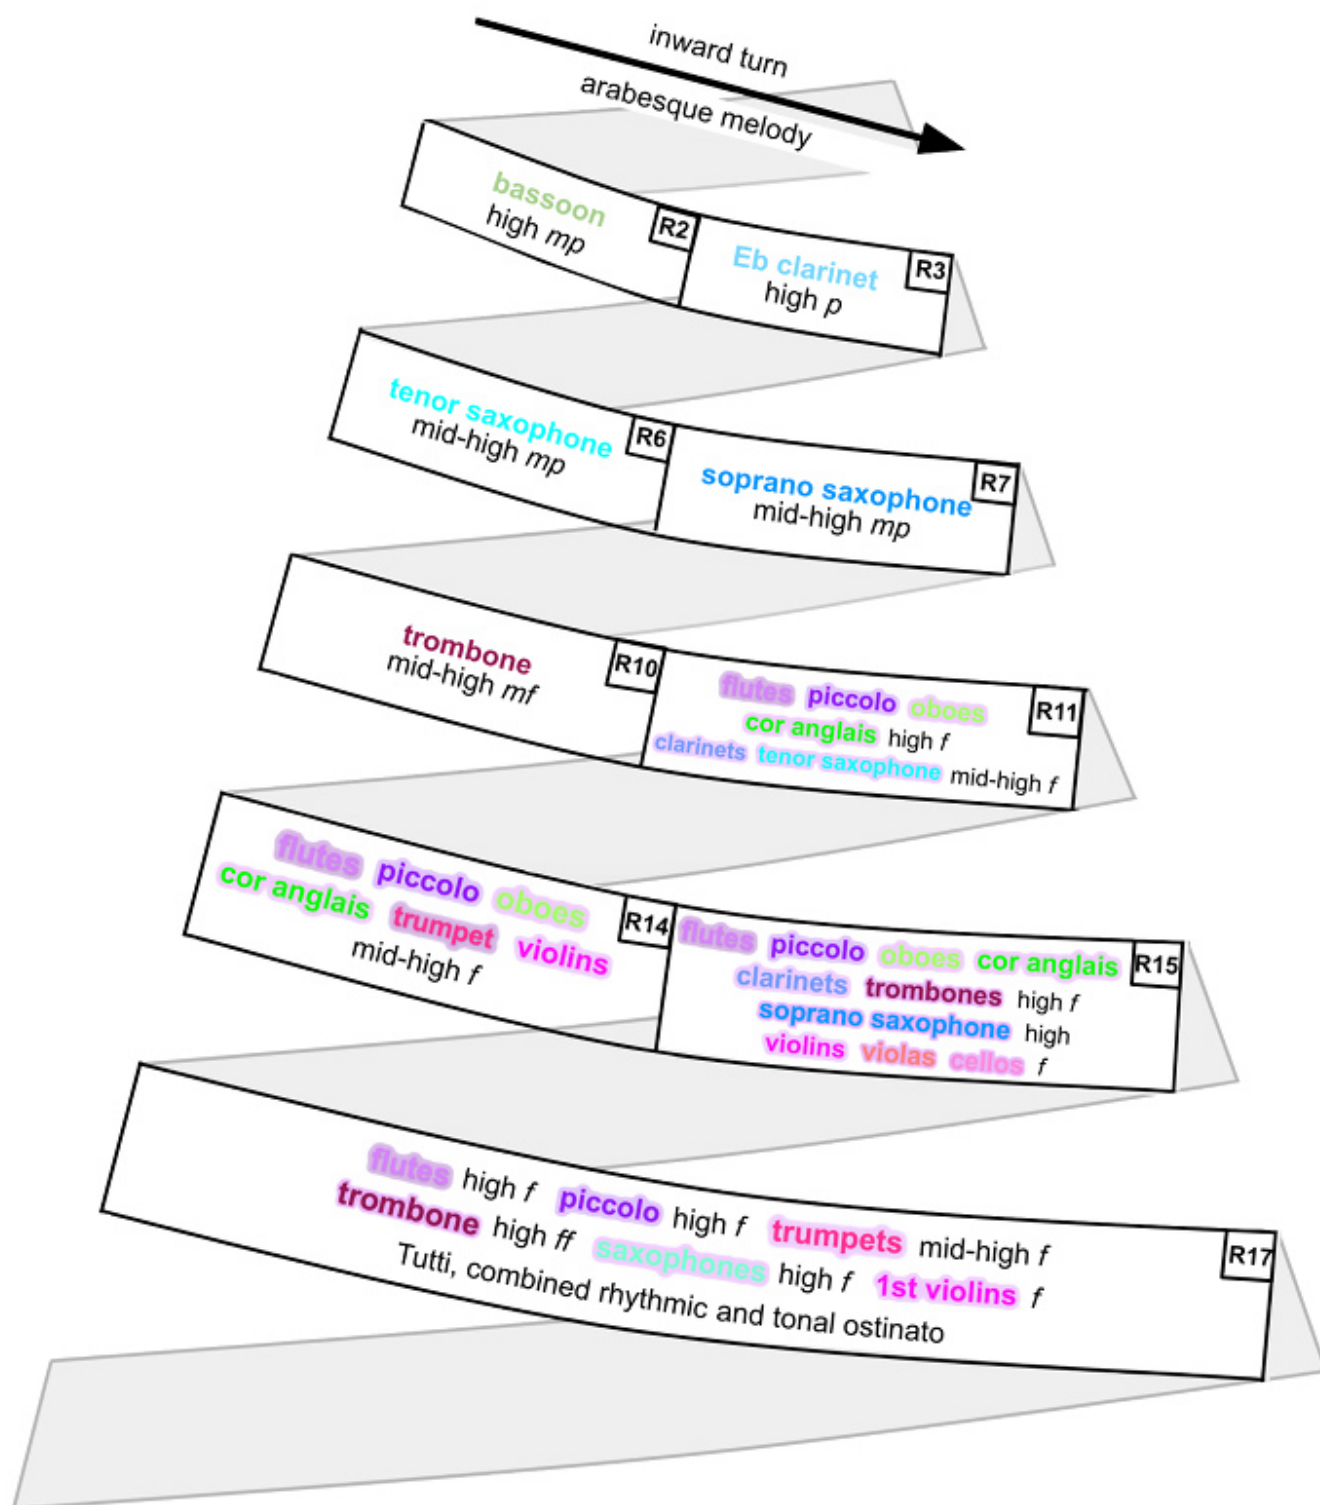 inward turn
arabesque melody
bassoon
high mp
R2
Eb clarinet
high p
R3
tenor saxophone
mid-high mp
R6
soprano saxophone
mid-high mp
R7
trombone
mid-high mf
R10
flutes piccolo oboes
cor anglais high f
clarinets tenor saxophone mid-high f
R11
flutes piccolo oboes
cor anglais trumpet violins
mid-high f
R14
flutes piccolo oboes cor anglais
clarinets trombones high f
soprano saxophone high
violins violas cellos f
R15
flutes high f piccolo high f trumpets mid-high f
trombone high ff saxophones high f 1st violins f
Tutti, combined rhythmic and tonal ostinato
R17